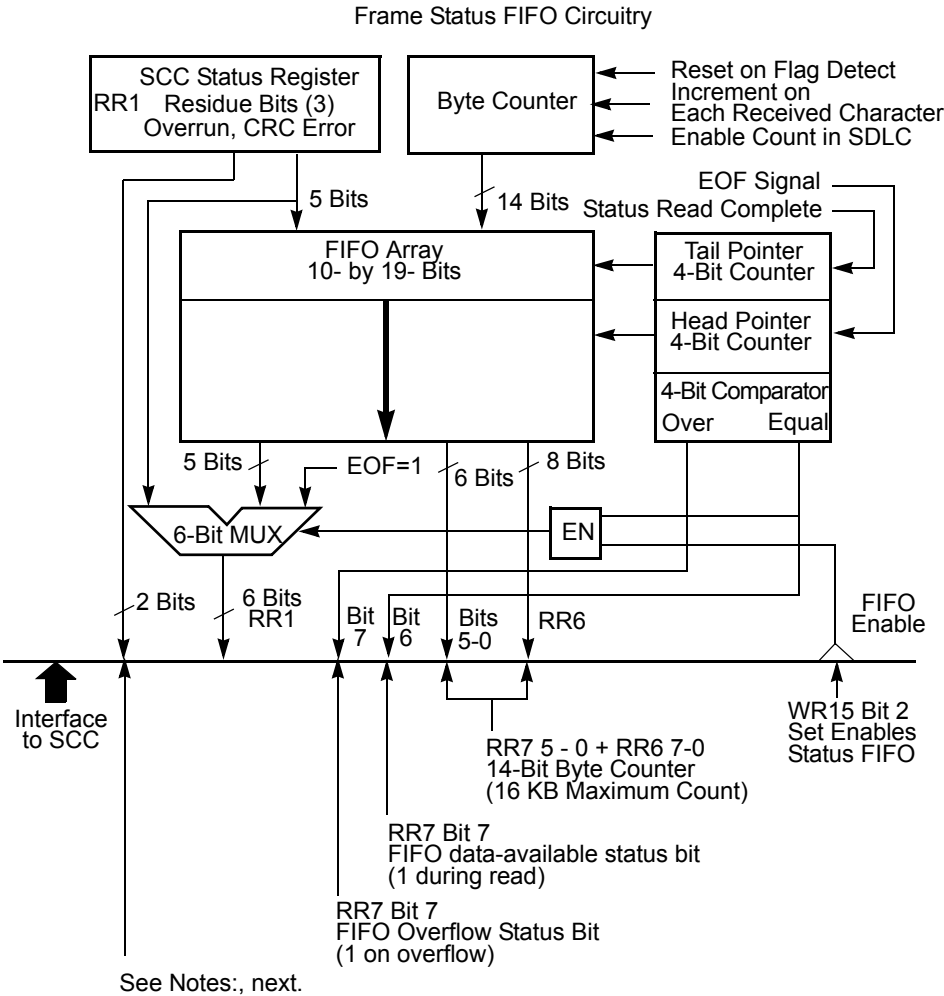 Frame Status FIFO Circuitry
SCC Status Register
RR1 Residue Bits (3)
Overrun, CRC Error
Byte Counter
Reset on Flag Detect
Increment on
Each Received Character
Enable Count in SDLC
5 Bits
14 Bits
EOF Signal
Status Read Complete
FIFO Array
10- by 19- Bits
Tail Pointer
4-Bit Counter
Head Pointer
4-Bit Counter
4-Bit Comparator
Over Equal
5 Bits
EOF=1
6 Bits
8 Bits
6-Bit MUX
EN
2 Bits
6 Bits
RR1
Bit
7
Bit
6
Bits
5-0
RR6
FIFO
Enable
Interface
to SCC
WR15 Bit 2
Set Enables
Status FIFO
RR7 5 - 0 + RR6 7-0
14-Bit Byte Counter
(16 KB Maximum Count)
RR7 Bit 7
FIFO data-available status bit
(1 during read)
RR7 Bit 7
FIFO Overflow Status Bit
(1 on overflow)
See Notes:, next.